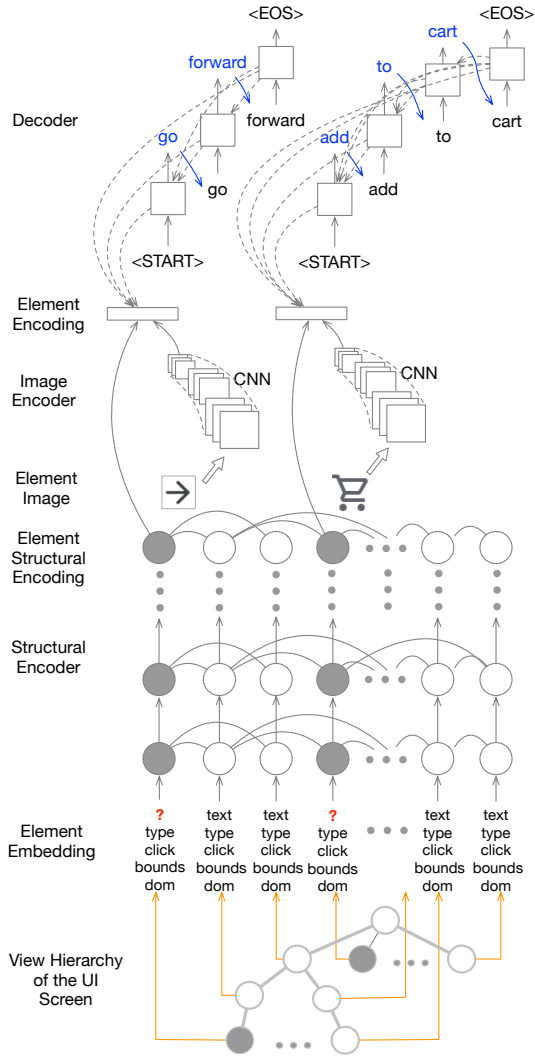 <EOS>
<EOS>
cart
forward
to
Decoder
forward
to
cart
go
add
go
add
<START>
<START>
Element
Encoding
Image
Encoder
CNN
CNN
Element
Image
Element
Structural
Encoding
Structural
Encoder
Element
Embedding
?
type
click
bounds
dom
text
type
click
bounds
dom
text
type
click
bounds
dom
?
type
click
bounds
dom
text
type
click
bounds
dom
text
type
click
bounds
dom
View Hierarchy
of the UI
Screen